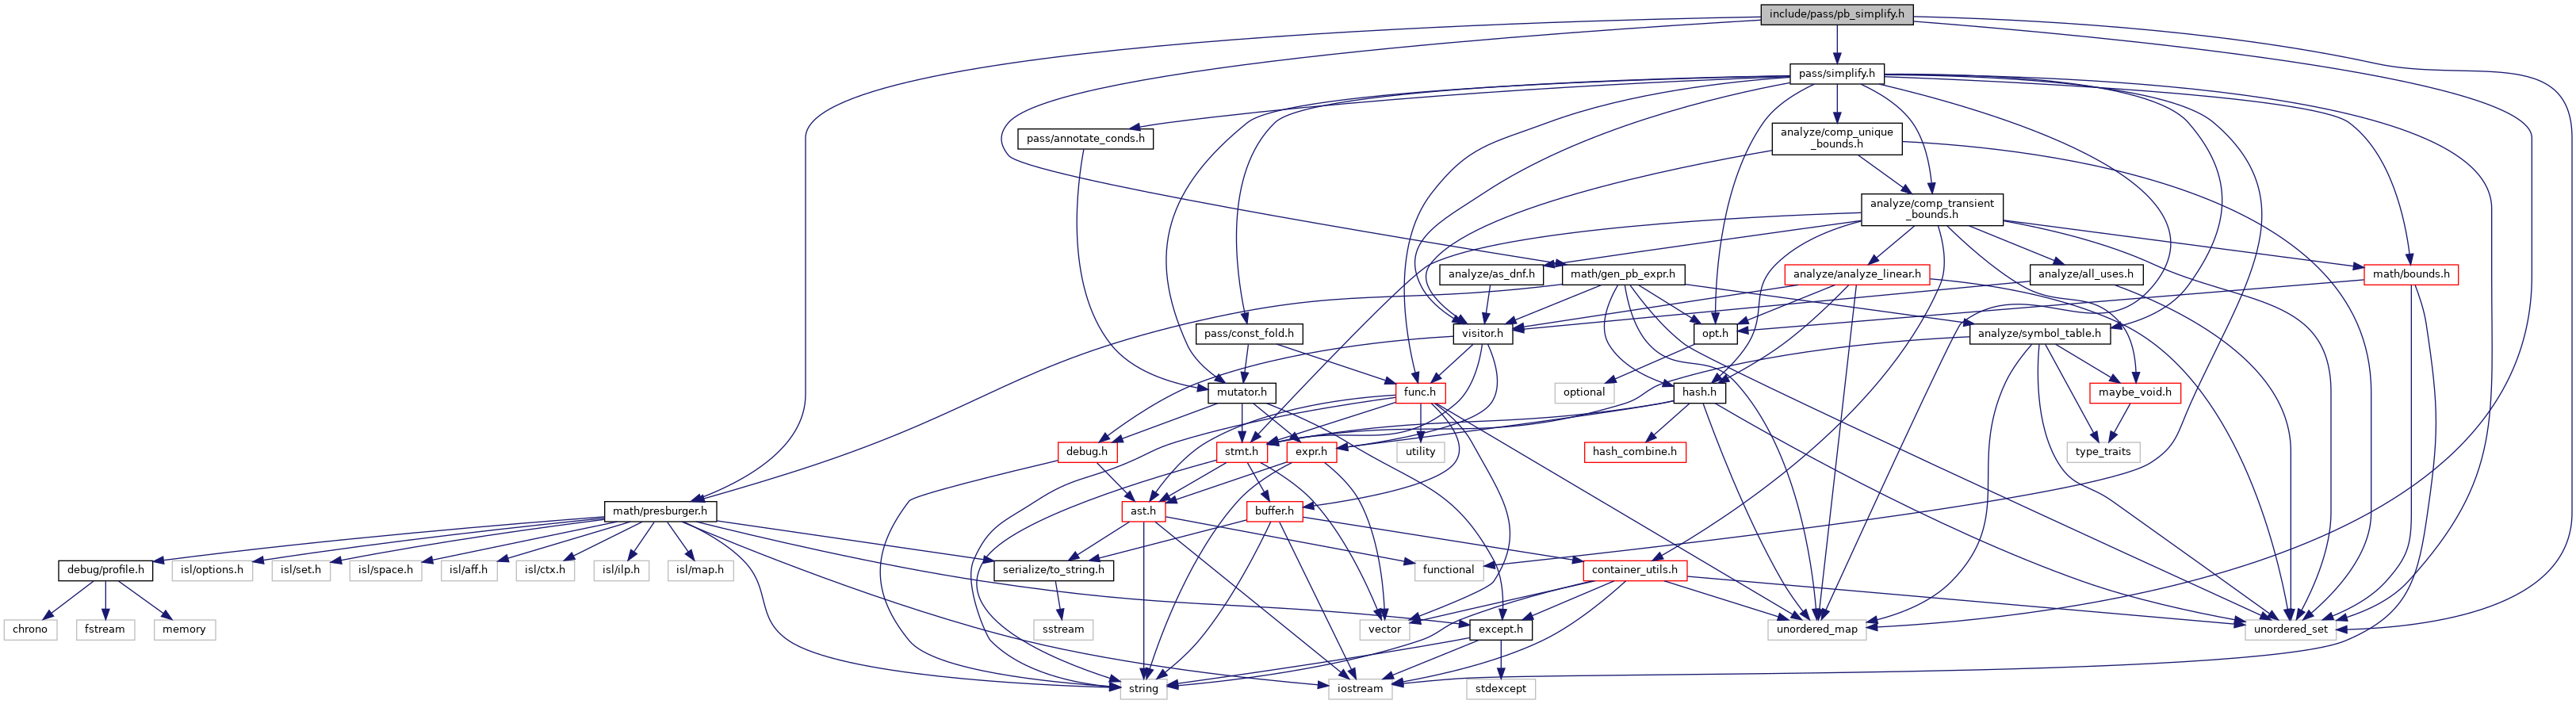 include/pass/pb_simplify.h
pass/simplify.h
pass/annotate_conds.h
analyze/comp_unique
_bounds.h
analyze/comp_transient
_bounds.h
analyze/as_dnf.h
math/gen_pb_expr.h
analyze/analyze_linear.h
analyze/all_uses.h
math/bounds.h
pass/const_fold.h
visitor.h
opt.h
analyze/symbol_table.h
mutator.h
func.h
optional
hash.h
maybe_void.h
debug.h
stmt.h
expr.h
utility
hash_combine.h
type_traits
math/presburger.h
ast.h
buffer.h
debug/profile.h
isl/options.h
isl/set.h
isl/space.h
isl/aff.h
isl/ctx.h
isl/ilp.h
isl/map.h
serialize/to_string.h
functional
container_utils.h
chrono
fstream
memory
sstream
vector
except.h
unordered_map
unordered_set
string
iostream
stdexcept